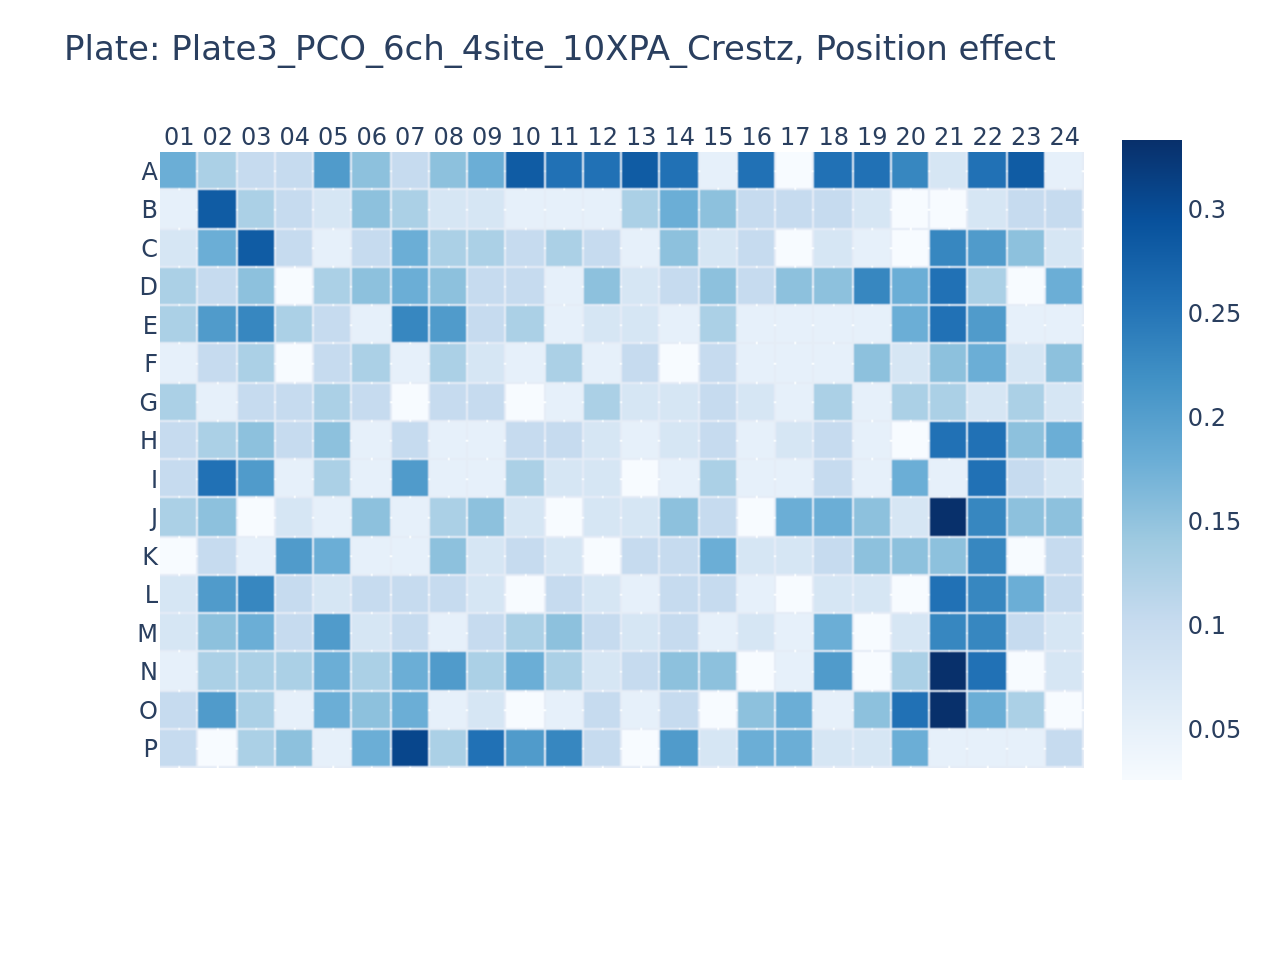 Plate: Plate3_PCO_6ch_4site_10XPA_Crestz, Position effect
01 02 03 04 05 06 07 08 09 10 11 12 13 14 15 16 17 18 19 20 21 22 23 24
A
B
C
D
E
F
G
H
I
J
K
L
M
N
O
P
0.3
0.25
0.2
0.15
0.1
0.05